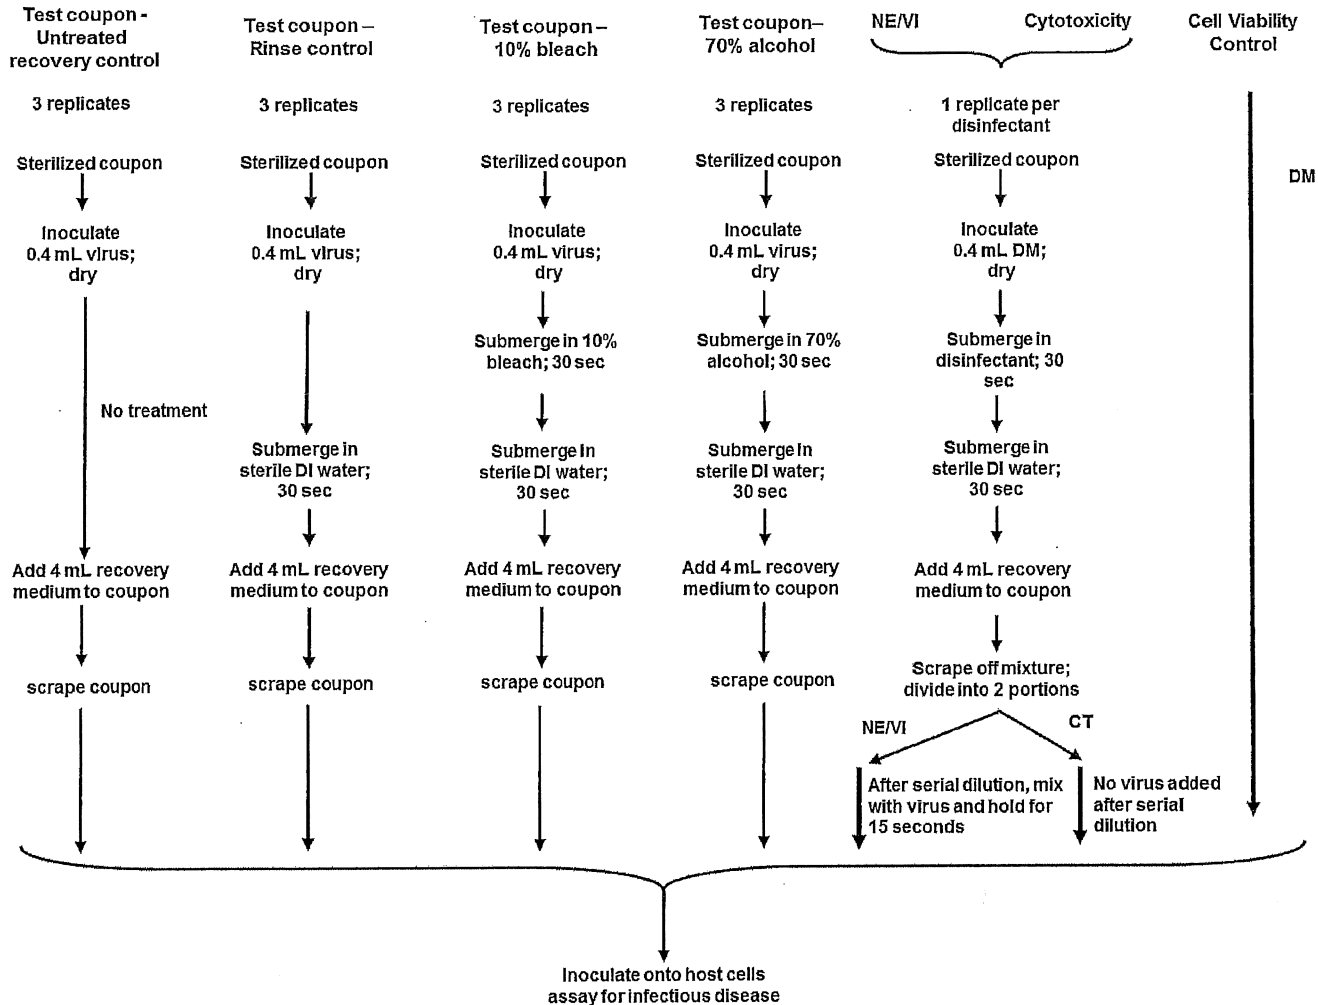 Test coupon -
Untreated
recovery control
3 replicates
Sterilized coupon
Inoculate
0.4 mL virus;
dry
No treatment
Add 4 mL recovery
medium to coupon
scrape coupon
Test coupon –
Rinse control
3 replicates
Sterilized coupon
Inoculate
0.4 mL virus;
dry
Submerge in
sterile DI water;
30 sec
Add 4 mL recovery
medium to coupon
scrape coupon
Test coupon –
10% bleach
3 replicates
Sterilized coupon
Inoculate
0.4 mL virus;
dry
Submerge in 10%
bleach; 30 sec
Submerge in
sterile DI water;
30 sec
Add 4 mL recovery
medium to coupon
scrape coupon
Test coupon–
70% alcohol
3 replicates
Sterilized coupon
Inoculate
0.4 mL virus;
dry
Submerge in 70%
alcohol; 30 sec
Submerge in
sterile DI water;
30 sec
Add 4 mL recovery
medium to coupon
scrape coupon
NE/VI
Cytotoxicity
1 replicate per
disinfectant
Sterilized coupon
Inoculate
0.4 mL DM;
dry
Submerge in
disinfectant; 30
sec
Submerge in
sterile DI water;
30 sec
Add 4 mL recovery
medium to coupon
Scrape off mixture;
divide into 2 portions
NE/VI
CT
After serial dilution, mix
with virus and hold for
15 seconds
No virus added
after serial
dilution
Cell Viability
Control
DM
Inoculate onto host cells
assay for infectious disease